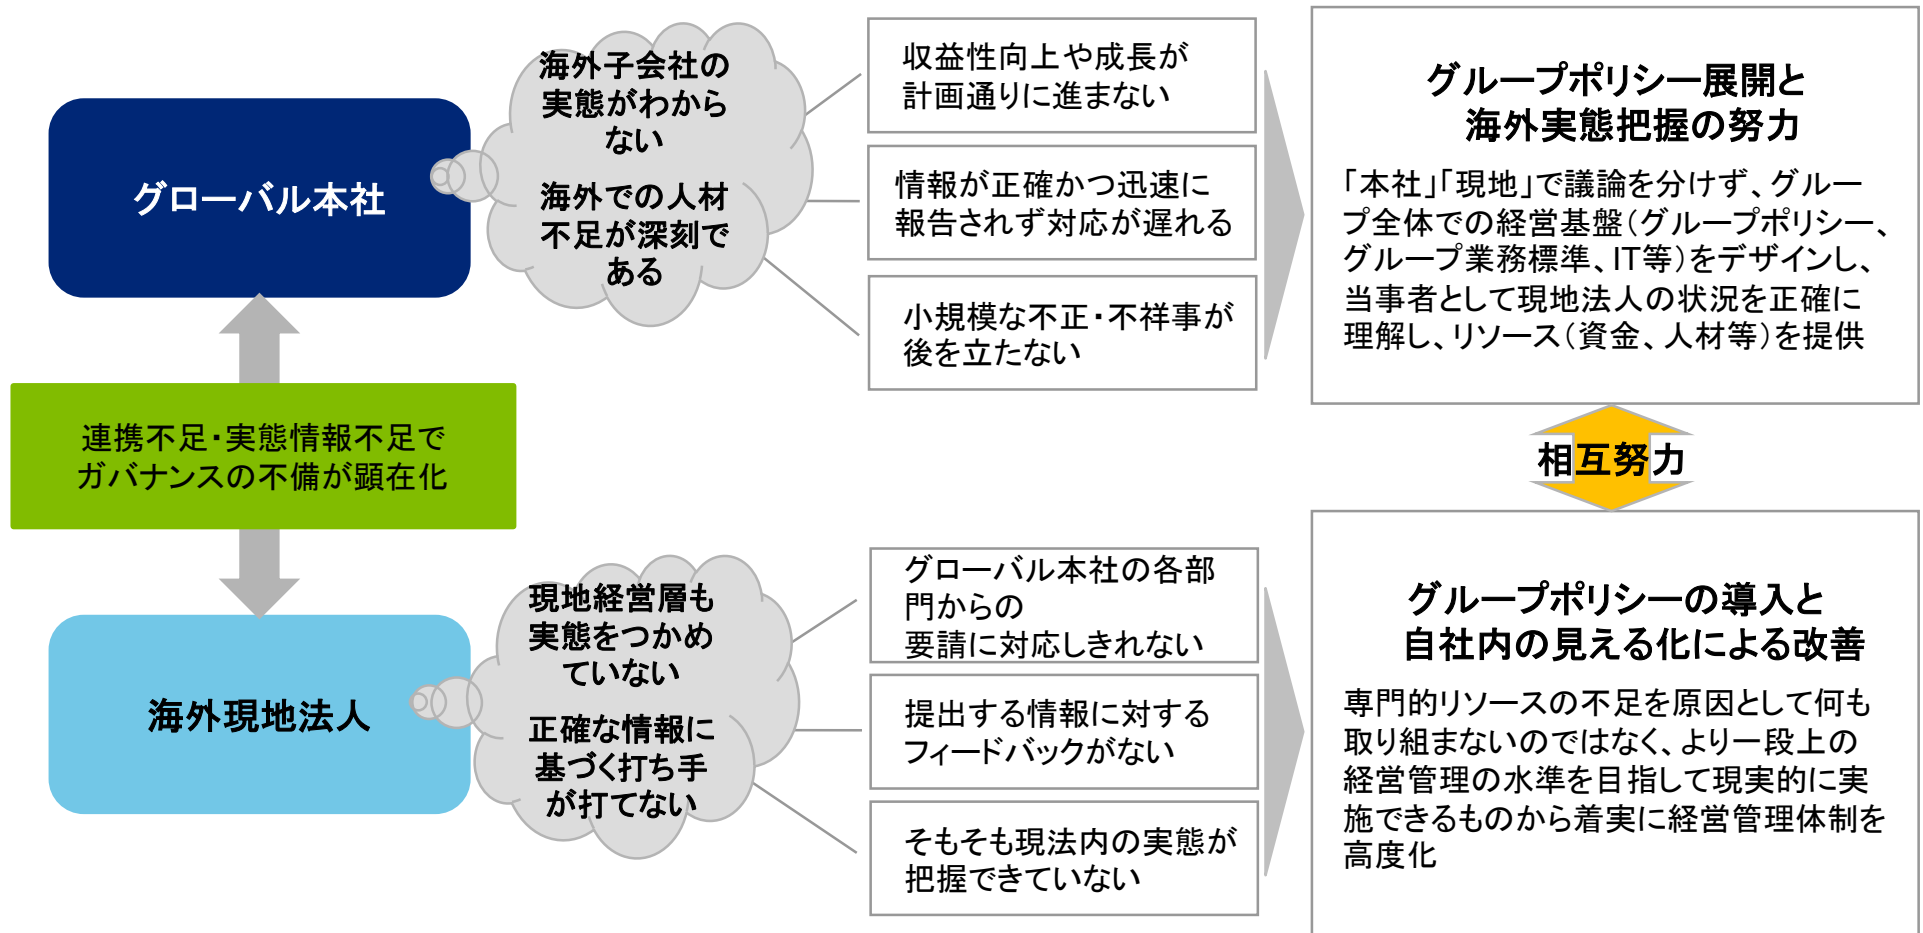 グローバル本社
海外子会社の
実態がわから
ない
海外での人材
不足が深刻で
ある
収益性向上や成長が
計画通りに進まない
情報が正確かつ迅速に
報告されず対応が遅れる
小規模な不正・不祥事が
後を立たない
グループポリシー展開と
海外実態把握の努力
「本社」「現地」で議論を分けず、グルー
プ全体での経営基盤(グループポリシー、
グループ業務標準、IT等)をデザインし、
当事者として現地法人の状況を正確に
理解し、リソース(資金、人材等)を提供
連携不足・実態情報不足で
ガバナンスの不備が顕在化
相互努力
海外現地法人
現地経営層も
実態をつかめ
ていない
正確な情報に
基づく打ち手
が打てない
グローバル本社の各部
門からの
要請に対応しきれない
提出する情報に対する
フィードバックがない
そもそも現法内の実態が
把握できていない
グループポリシーの導入と
自社内の見える化による改善
専門的リソースの不足を原因として何も
取り組まないのではなく、より一段上の
経営管理の水準を目指して現実的に実
施できるものから着実に経営管理体制を
高度化